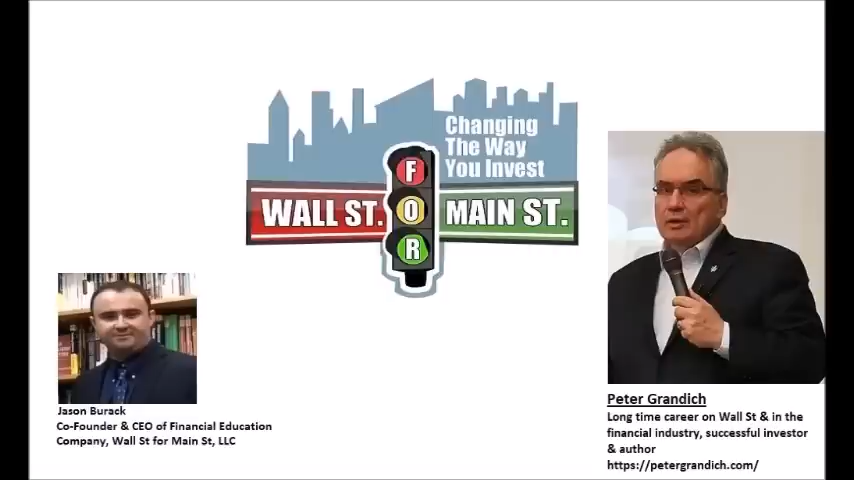 Changing
The Way
You Invest
WALL ST. FOR MAIN ST.
Jason Burack
Co-Founder & CEO of Financial Education
Company, Wall St for Main St, LLC
Peter Grandich
Long time career on Wall St & in the
financial industry, successful investor
& author
https://petergrandich.com/